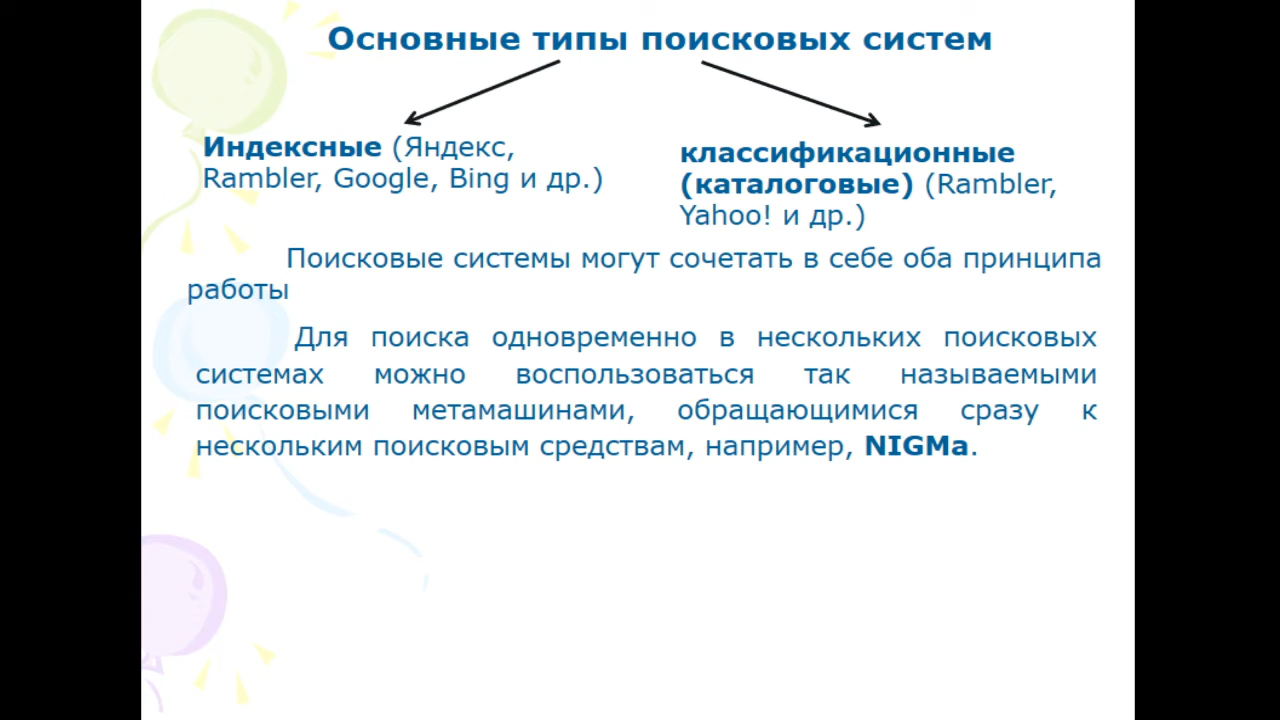 Основные типы поисковых систем
Индексные (Яндекс,
Rambler, Google, Bing и др.)
классификационные
(каталоговые) (Rambler,
Yahoo! и др.)
Поисковые системы могут сочетать в себе оба принципа
работы
Для поиска одновременно в нескольких поисковых
системах можно воспользоваться так называемыми
поисковыми метамашинами, обращающимися сразу к
нескольким поисковым средствам, например, NIGMa.